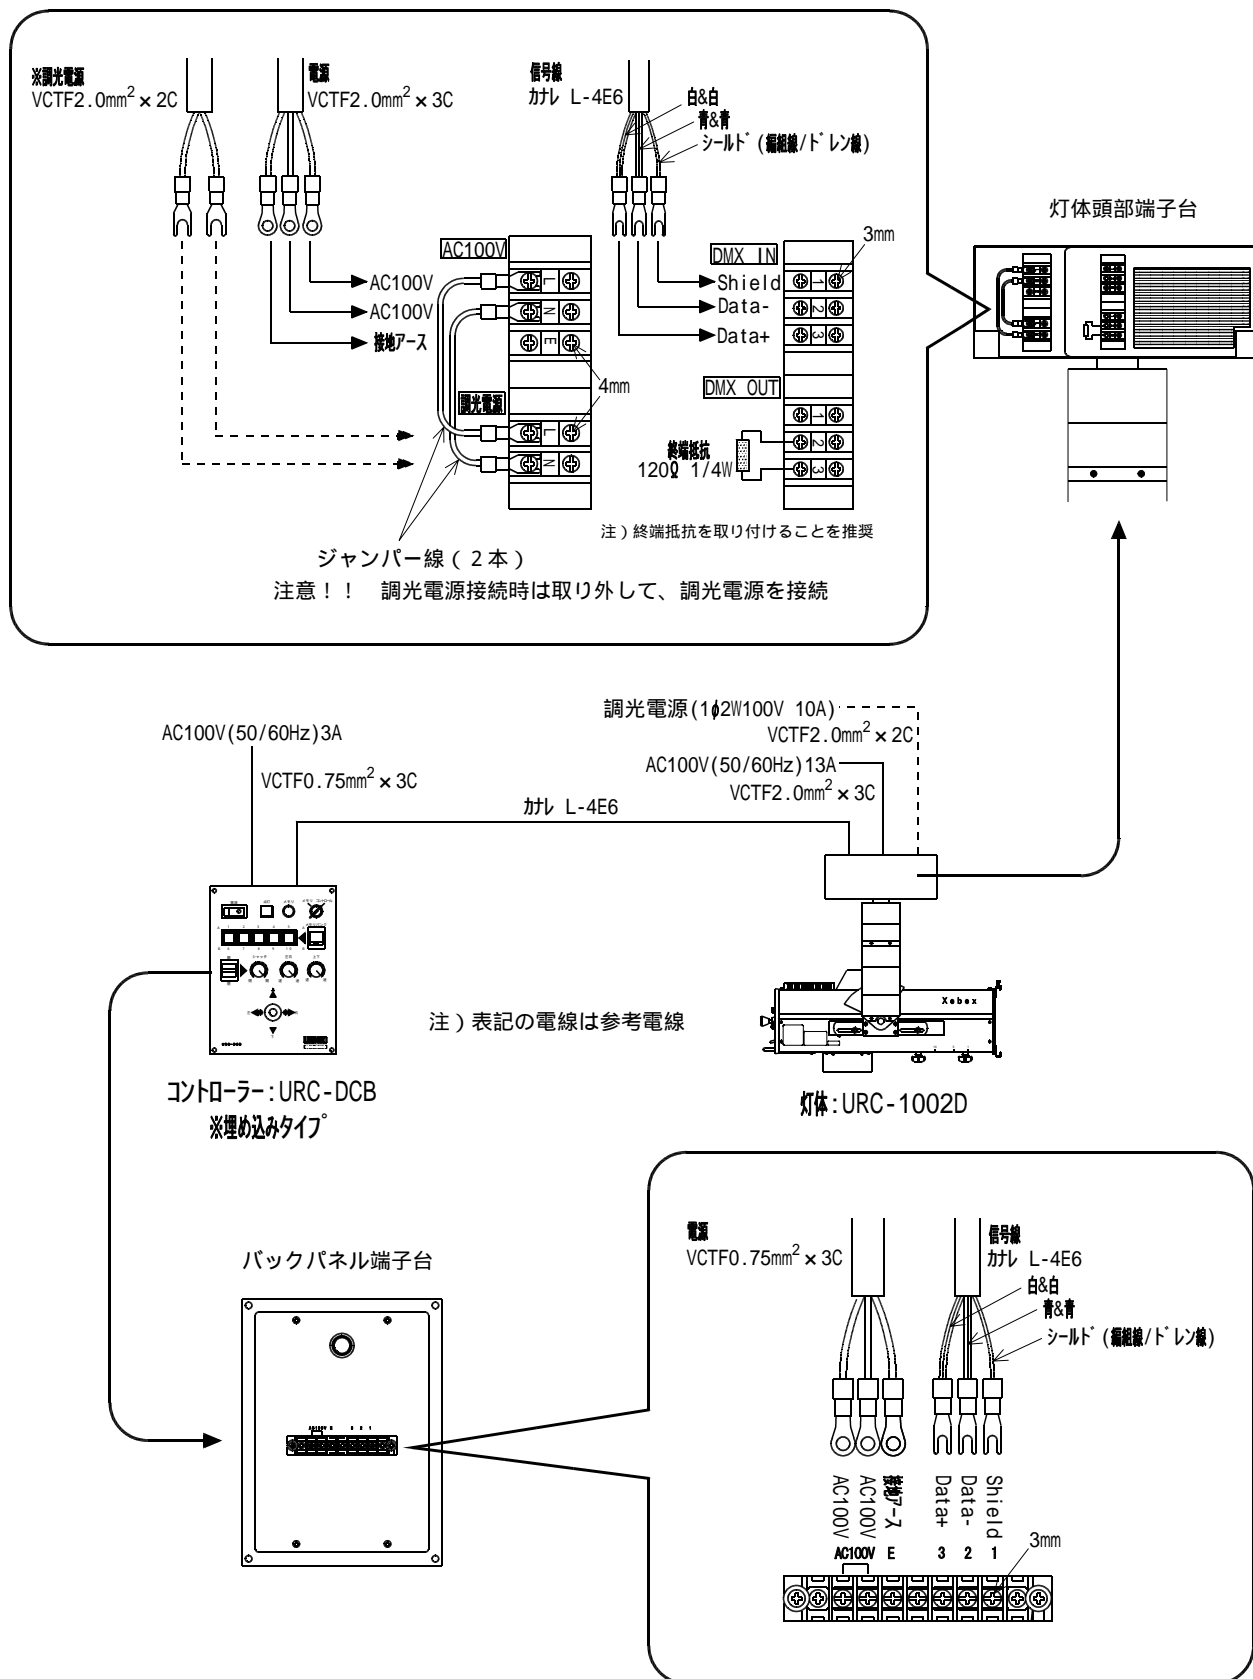 ※調光電源
VCTF2.0mm²×2C
電源
VCTF2.0mm²×3C
信号線
カナレ L-4E6
白&白
青&青
シールド(編組線/ドレン線)
AC100V
AC100V
接地アース
AC100V
L
N
E
調光電源
L
N
4mm
DMX IN
3mm
Shield
Data-
Data+
1
2
3
DMX OUT
1
2
3
終端抵抗
120Ω 1/4W
注)終端抵抗を取り付けることを推奨
ジャンパー線(2本)
注意!! 調光電源接続時は取り外して、調光電源を接続
灯体頭部端子台
AC100V(50/60Hz)3A
VCTF0.75mm²×3C
カナレ L-4E6
調光電源(1φ2W100V 10A)
VCTF2.0mm²×2C
AC100V(50/60Hz)13A
VCTF2.0mm²×3C
Xebex
注)表記の電線は参考電線
コントローラー:URC-DCB
※埋め込みタイプ
灯体:URC-1002D
バックパネル端子台
電源
VCTF0.75mm²×3C
信号線
カナレ L-4E6
白&白
青&青
シールド(編組線/ドレン線)
AC100V
AC100V
接地アース
Data+
Data-
Shield
AC100V E 3 2 1
3mm